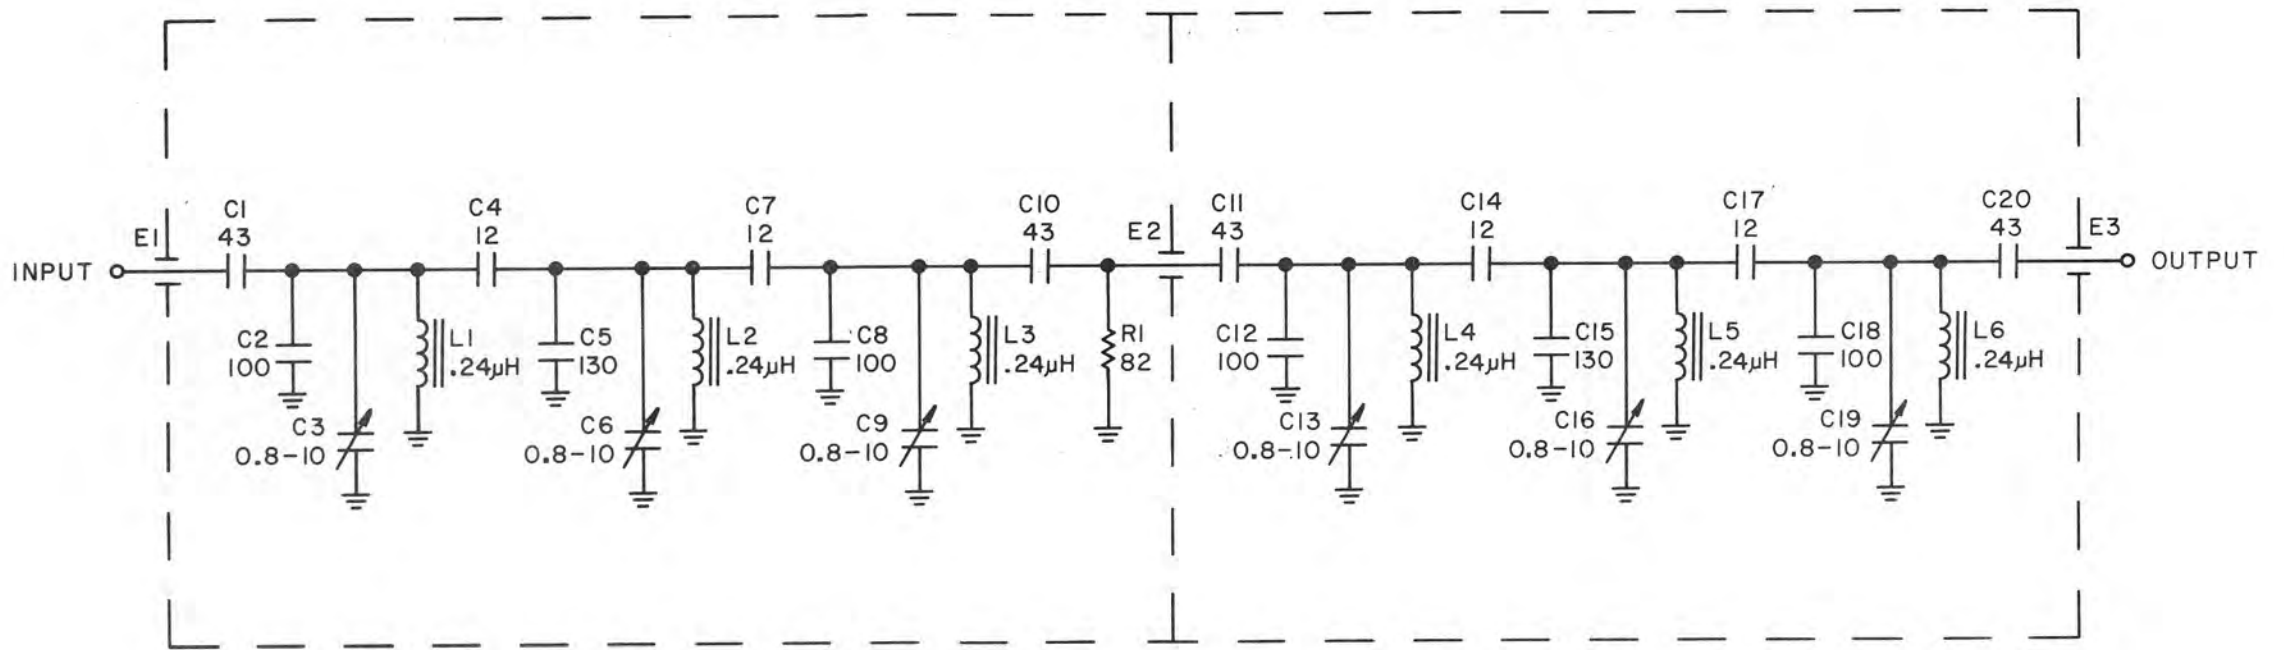 INPUT
E1
C1
43
C2
100
C3
0.8-10
L1
.24μH
C4
12
C5
130
C6
0.8-10
L2
.24μH
C7
12
C8
100
C9
0.8-10
L3
.24μH
C10
43
R1
82
E2
C11
43
C12
100
C13
0.8-10
L4
.24μH
C14
12
C15
130
C16
0.8-10
L5
.24μH
C17
12
C18
100
C19
0.8-10
L6
.24μH
C20
43
E3
OUTPUT